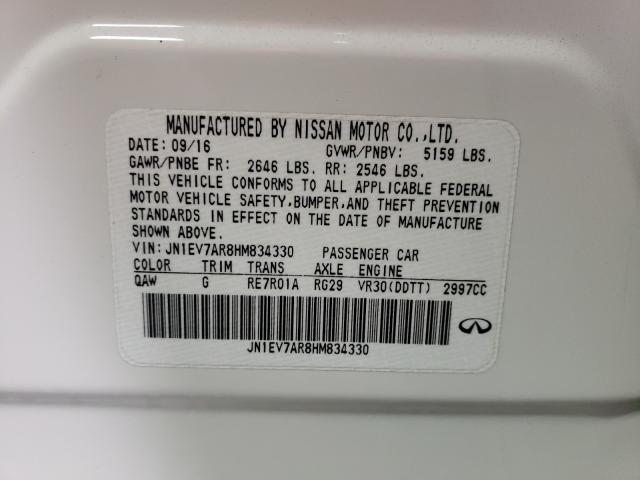 MANUFACTURED BY NISSAN MOTOR CO.,LTD.
DATE: 09/16 GVWR/PNBV: 5159 LBS.
GAWR/PNBE FR: 2646 LBS. RR: 2546 LBS.
THIS VEHICLE CONFORMS TO ALL APPLICABLE FEDERAL
MOTOR VEHICLE SAFETY,BUMPER,AND THEFT PREVENTION
STANDARDS IN EFFECT ON THE DATE OF MANUFACTURE
SHOWN ABOVE.
VIN: JN1EV7AR8HM834330 PASSENGER CAR
COLOR TRIM TRANS AXLE ENGINE
QAW G RE7R01A RG29 VR30(DDTT) 2997CC
JN1EV7AR8HM834330